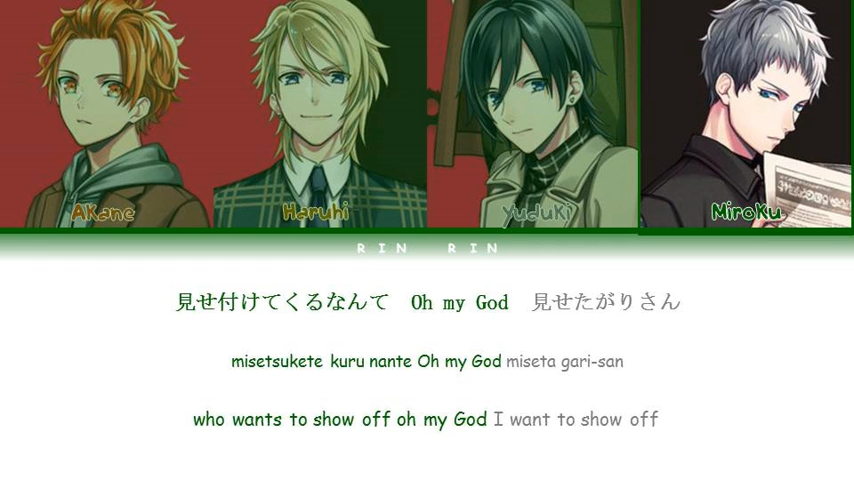 Akane Haruhi Yuduki Miroku
RIN RIN
見せ付けてくるなんて Oh my God 見せたがりさん
misetsukete kuru nante Oh my God miseta gari-san
who wants to show off oh my God I want to show off